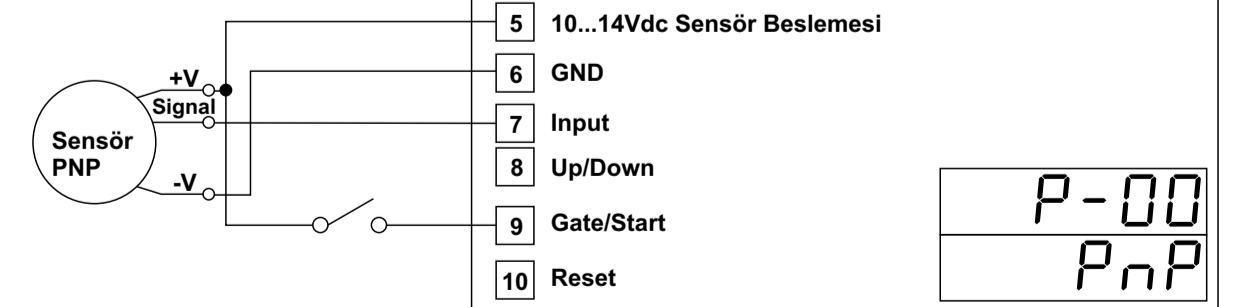 5 10...14Vdc Sensör Beslemesi
+V
6 GND
Signal
7 Input
Sensör
PNP
8 Up/Down
-V
9 Gate/Start
10 Reset
P-00
PnP